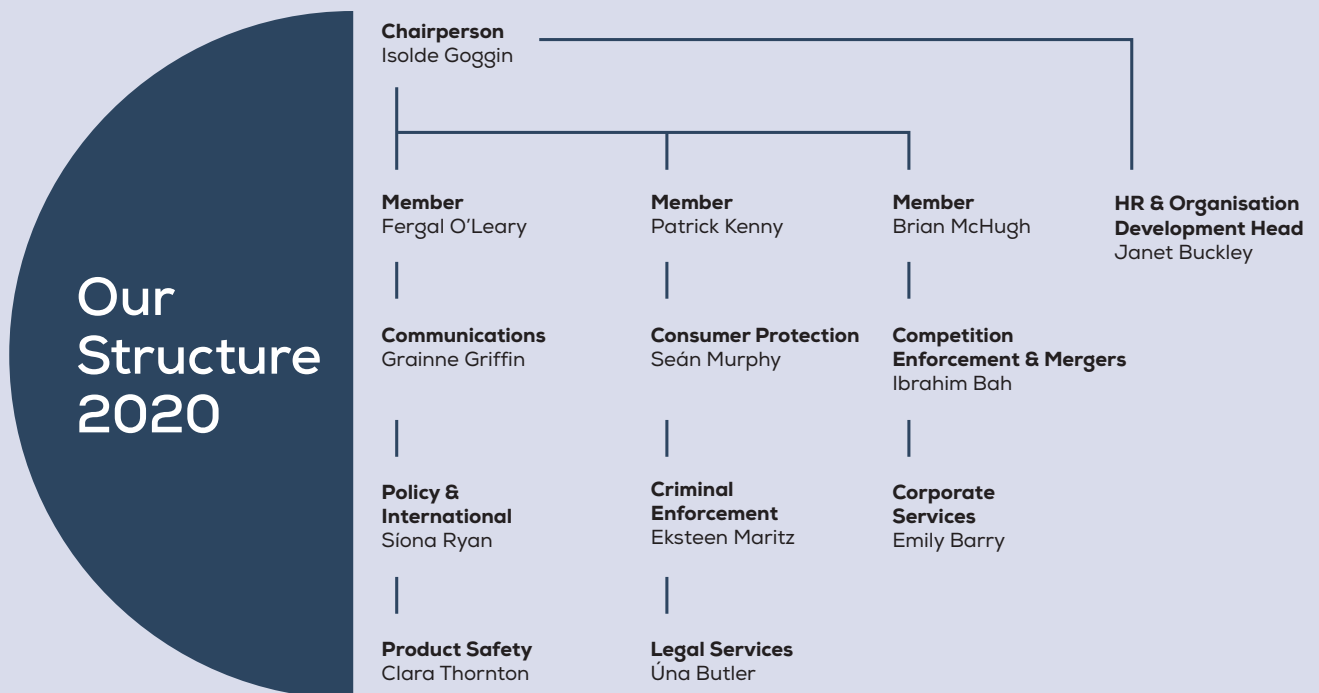 Our
Structure
2020
Chairperson
Isolde Goggin
Member
Fergal O’Leary
Member
Patrick Kenny
Member
Brian McHugh
HR & Organisation
Development Head
Janet Buckley
Communications
Grainne Griffin
Consumer Protection
Seán Murphy
Competition
Enforcement & Mergers
Ibrahim Bah
Policy &
International
Síona Ryan
Criminal
Enforcement
Eksteen Maritz
Corporate
Services
Emily Barry
Product Safety
Clara Thornton
Legal Services
Úna Butler